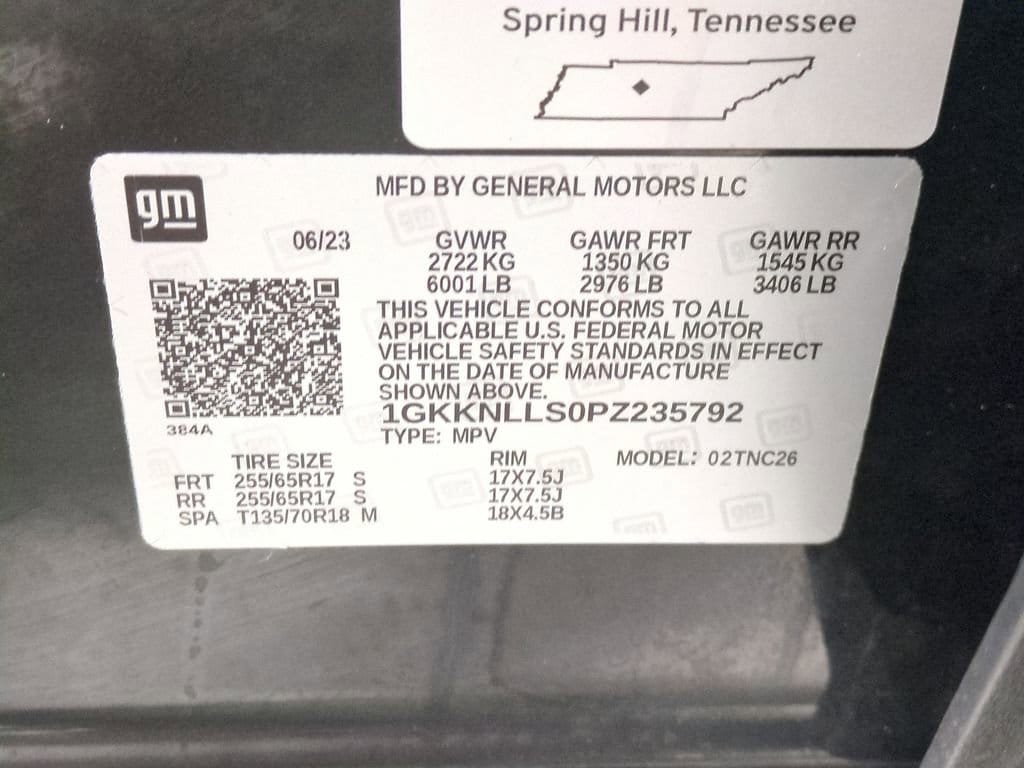 Spring Hill, Tennessee
gm
MFD BY GENERAL MOTORS LLC
06/23 GVWR GAWR FRT GAWR RR
2722 KG 1350 KG 1545 KG
6001 LB 2976 LB 3406 LB
THIS VEHICLE CONFORMS TO ALL
APPLICABLE U.S. FEDERAL MOTOR
VEHICLE SAFETY STANDARDS IN EFFECT
ON THE DATE OF MANUFACTURE
SHOWN ABOVE.
1GKKNLLS0PZ235792
384A
TYPE: MPV
TIRE SIZE RIM MODEL: 02TNC26
FRT 255/65R17 S 17X7.5J
RR 255/65R17 S 17X7.5J
SPA T135/70R18 M 18X4.5B